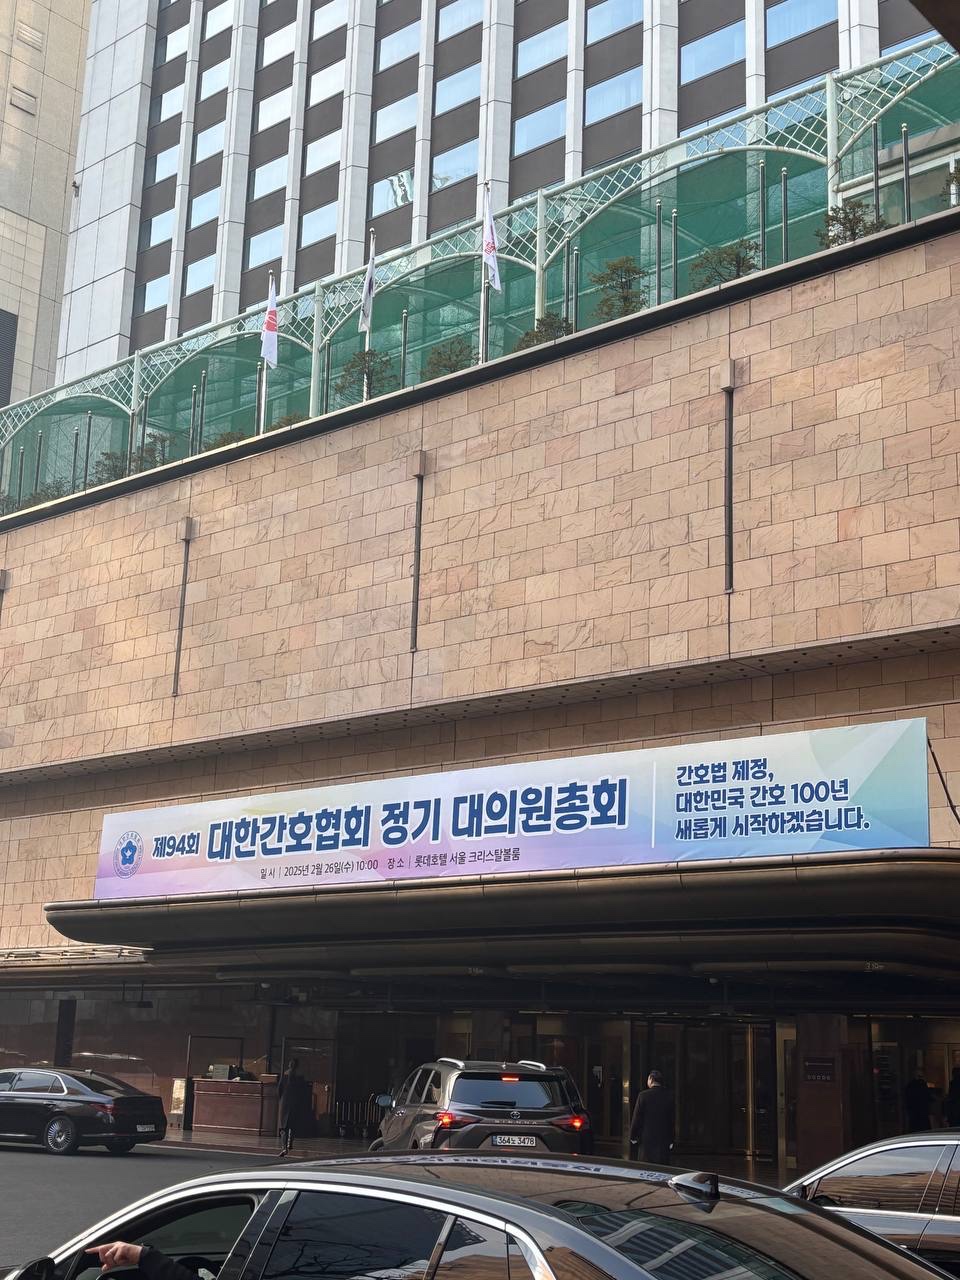 제94회 대한간호협회 정기 대의원총회
일 시 | 2025년 2월 26일(수) 10:00 장 소 | 롯데호텔 서울 크리스탈볼룸
간호법 제정,
대한민국 간호 100년
새롭게 시작하겠습니다.
SIENNA
364노 3478